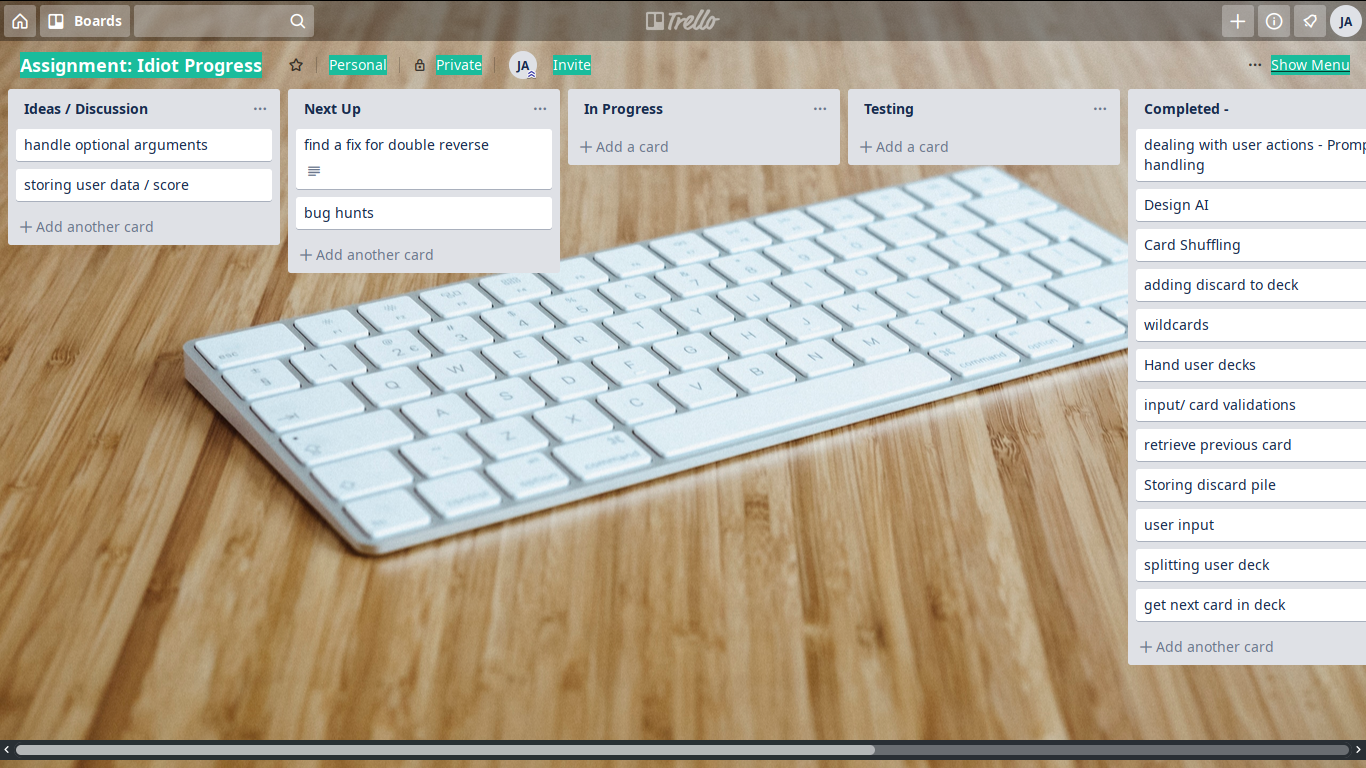 Boards
Trello
JA
Assignment: Idiot Progress
Personal
Private
JA
Invite
Show Menu
Ideas / Discussion
handle optional arguments
storing user data / score
Add another card
Next Up
find a fix for double reverse
bug hunts
Add another card
In Progress
Add a card
Testing
Add a card
Completed -
dealing with user actions - Promp
handling
Design AI
Card Shuffling
adding discard to deck
wildcards
Hand user decks
input/ card validations
retrieve previous card
Storing discard pile
user input
splitting user deck
get next card in deck
Add another card
esc
command
option
command